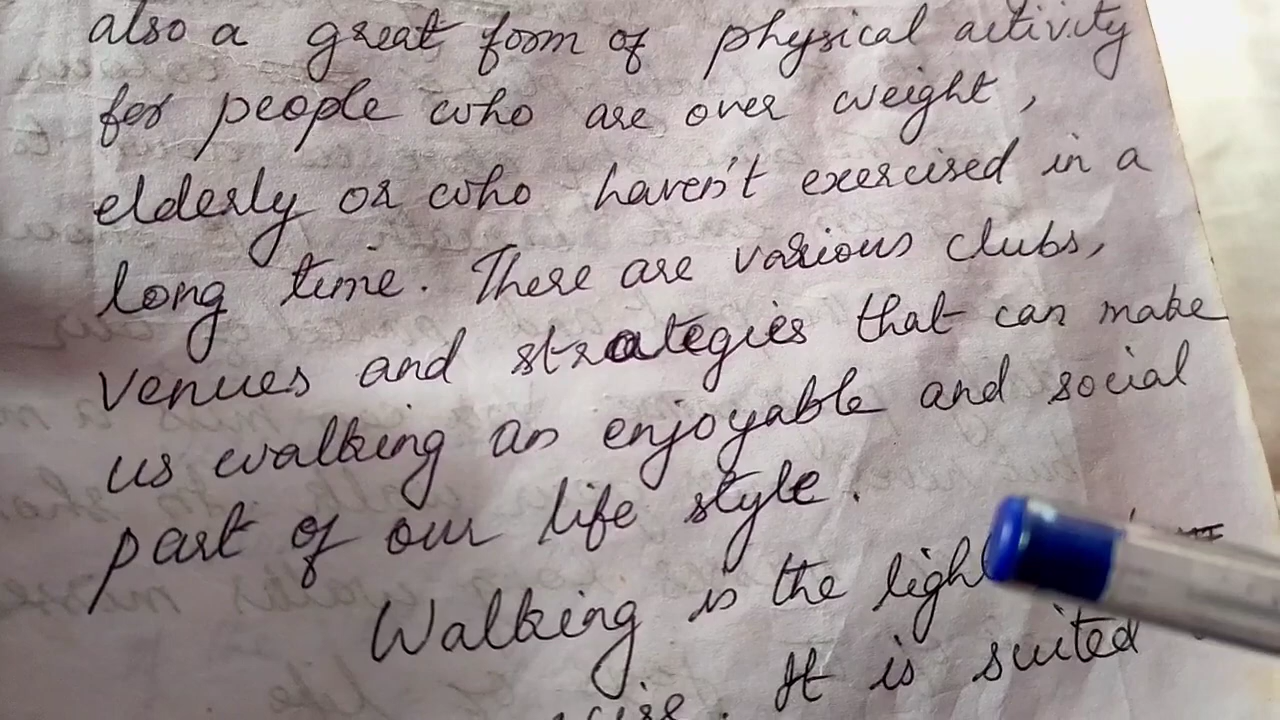 also a great form of physical activity
for people who are over weight,
elderly or who haven't exercised in a
long time. There are various clubs,
venues and strategies that can make
us walking an enjoyable and social
part of our life style.
Walking is the
It is suited